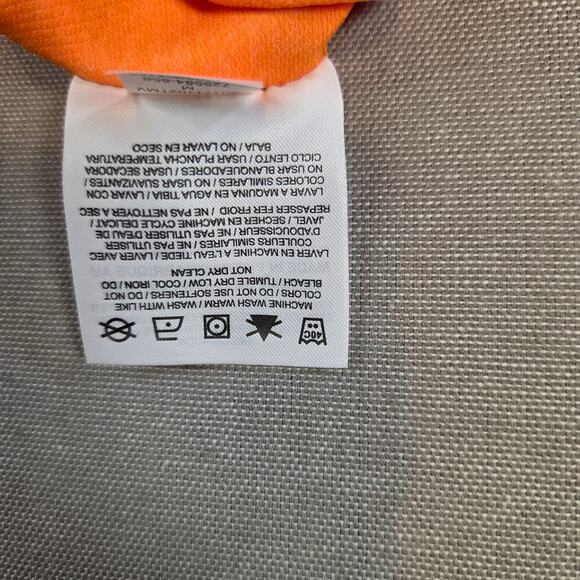 40C
MACHINE WASH WARM / WASH WITH LIKE
COLORS / DO NOT USE SOFTENERS / DO NOT
BLEACH / TUMBLE DRY LOW / COOL IRON / DO
NOT DRY CLEAN
LAVER EN MACHINE A L'EAU TIEDE / LAVER AVEC
COULEURS SIMILAIRES / NE PAS UTILISER
D'ADOUCISSEUR / NE PAS UTILISER D'EAU DE
JAVEL / SECHER EN MACHINE CYCLE DELICAT /
REPASSER FER FROID / NE PAS NETTOYER A SEC
LAVAR A MAQUINA EN AGUA TIBIA / LAVAR CON
COLORES SIMILARES / NO USAR SUAVIZANTES /
NO USAR BLANQUEADORES / USAR SECADORA
CICLO LENTO / USAR PLANCHA TEMPERATURA
BAJA / NO LAVAR EN SECO
M